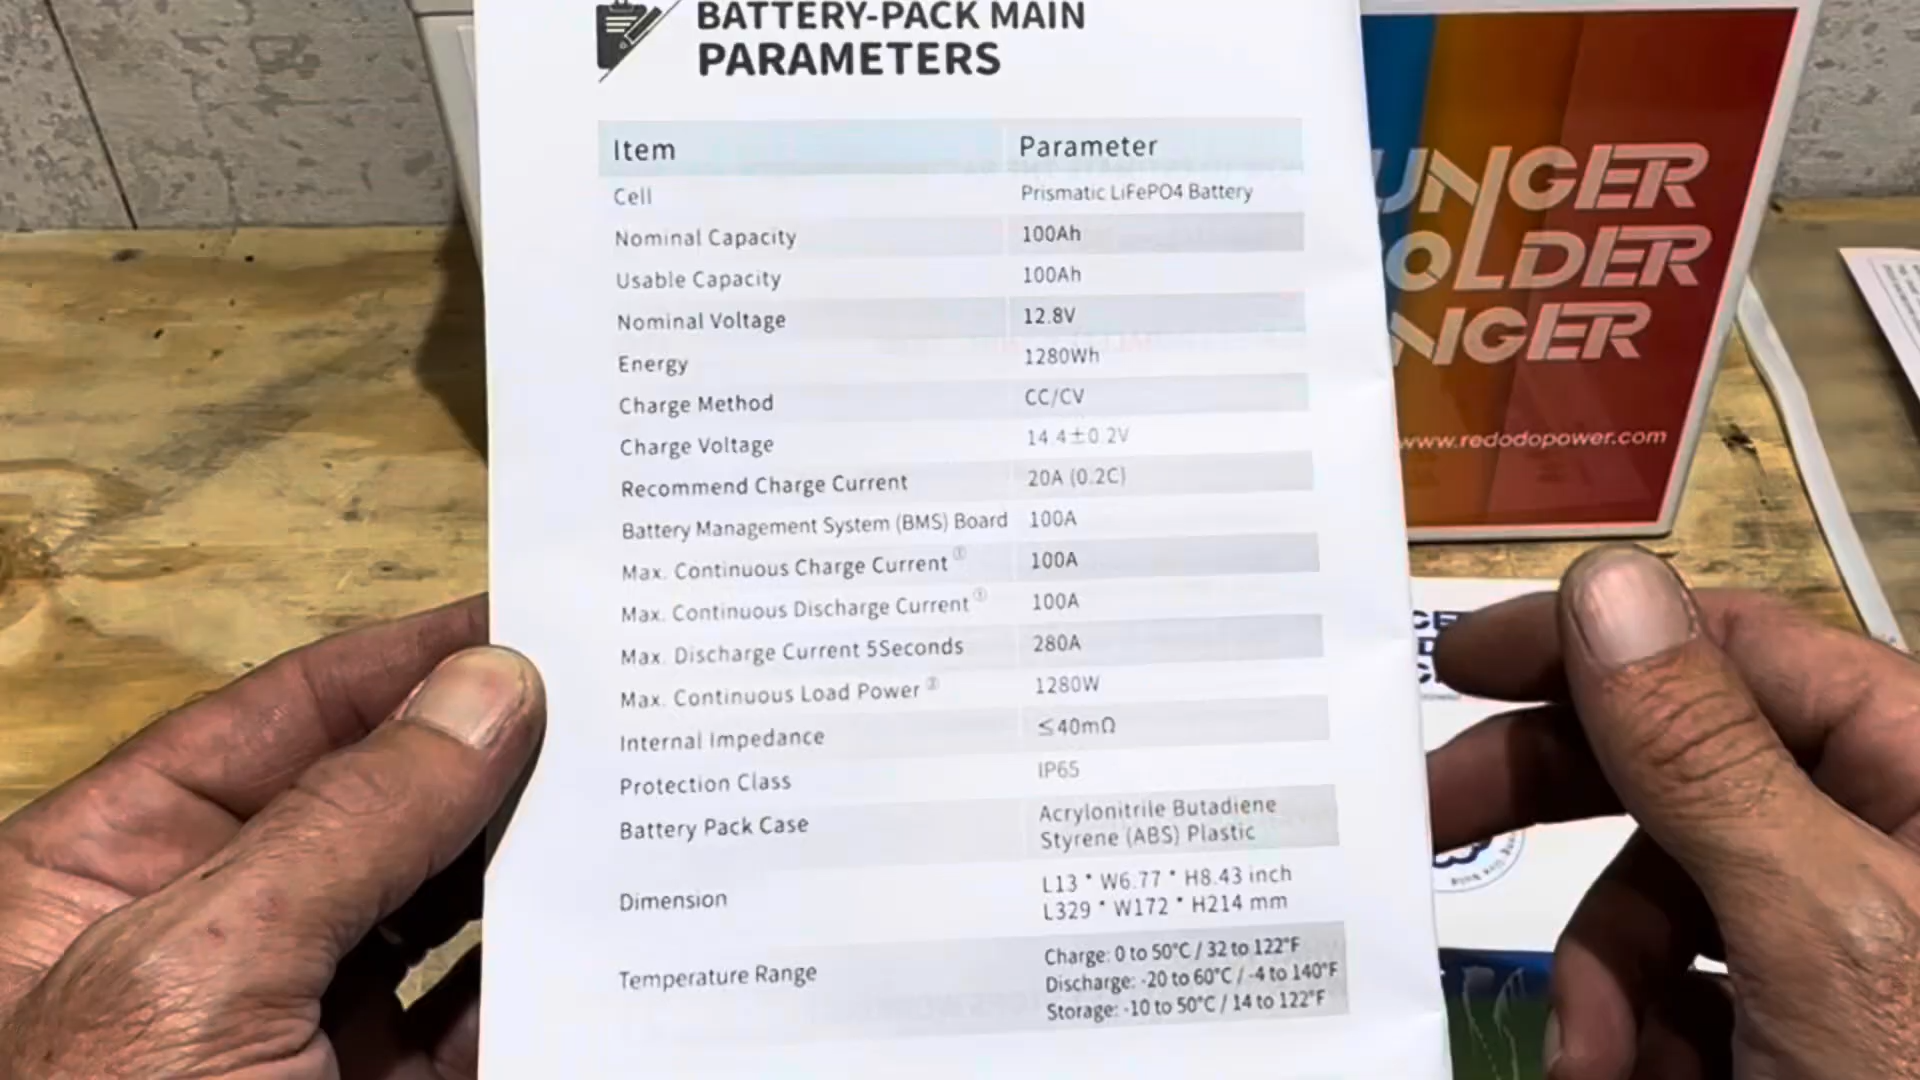 BATTERY-PACK MAIN
PARAMETERS
Item Parameter
Cell Prismatic LiFePO4 Battery
Nominal Capacity 100Ah
Usable Capacity 100Ah
Nominal Voltage 12.8V
Energy 1280Wh
Charge Method CC/CV
Charge Voltage 14.4±0.2V
Recommend Charge Current 20A (0.2C)
Battery Management System (BMS) Board 100A
Max. Continuous Charge Current ① 100A
Max. Continuous Discharge Current ① 100A
Max. Discharge Current 5Seconds 280A
Max. Continuous Load Power ② 1280W
Internal Impedance ≤40mΩ
Protection Class IP65
Battery Pack Case Acrylonitrile Butadiene
Styrene (ABS) Plastic
Dimension L13 * W6.77 * H8.43 inch
L329 * W172 * H214 mm
Temperature Range Charge: 0 to 50°C / 32 to 122°F
Discharge: -20 to 60°C / -4 to 140°F
Storage: -10 to 50°C / 14 to 122°F
UNGER
OLDER
NGER
www.redodopower.com